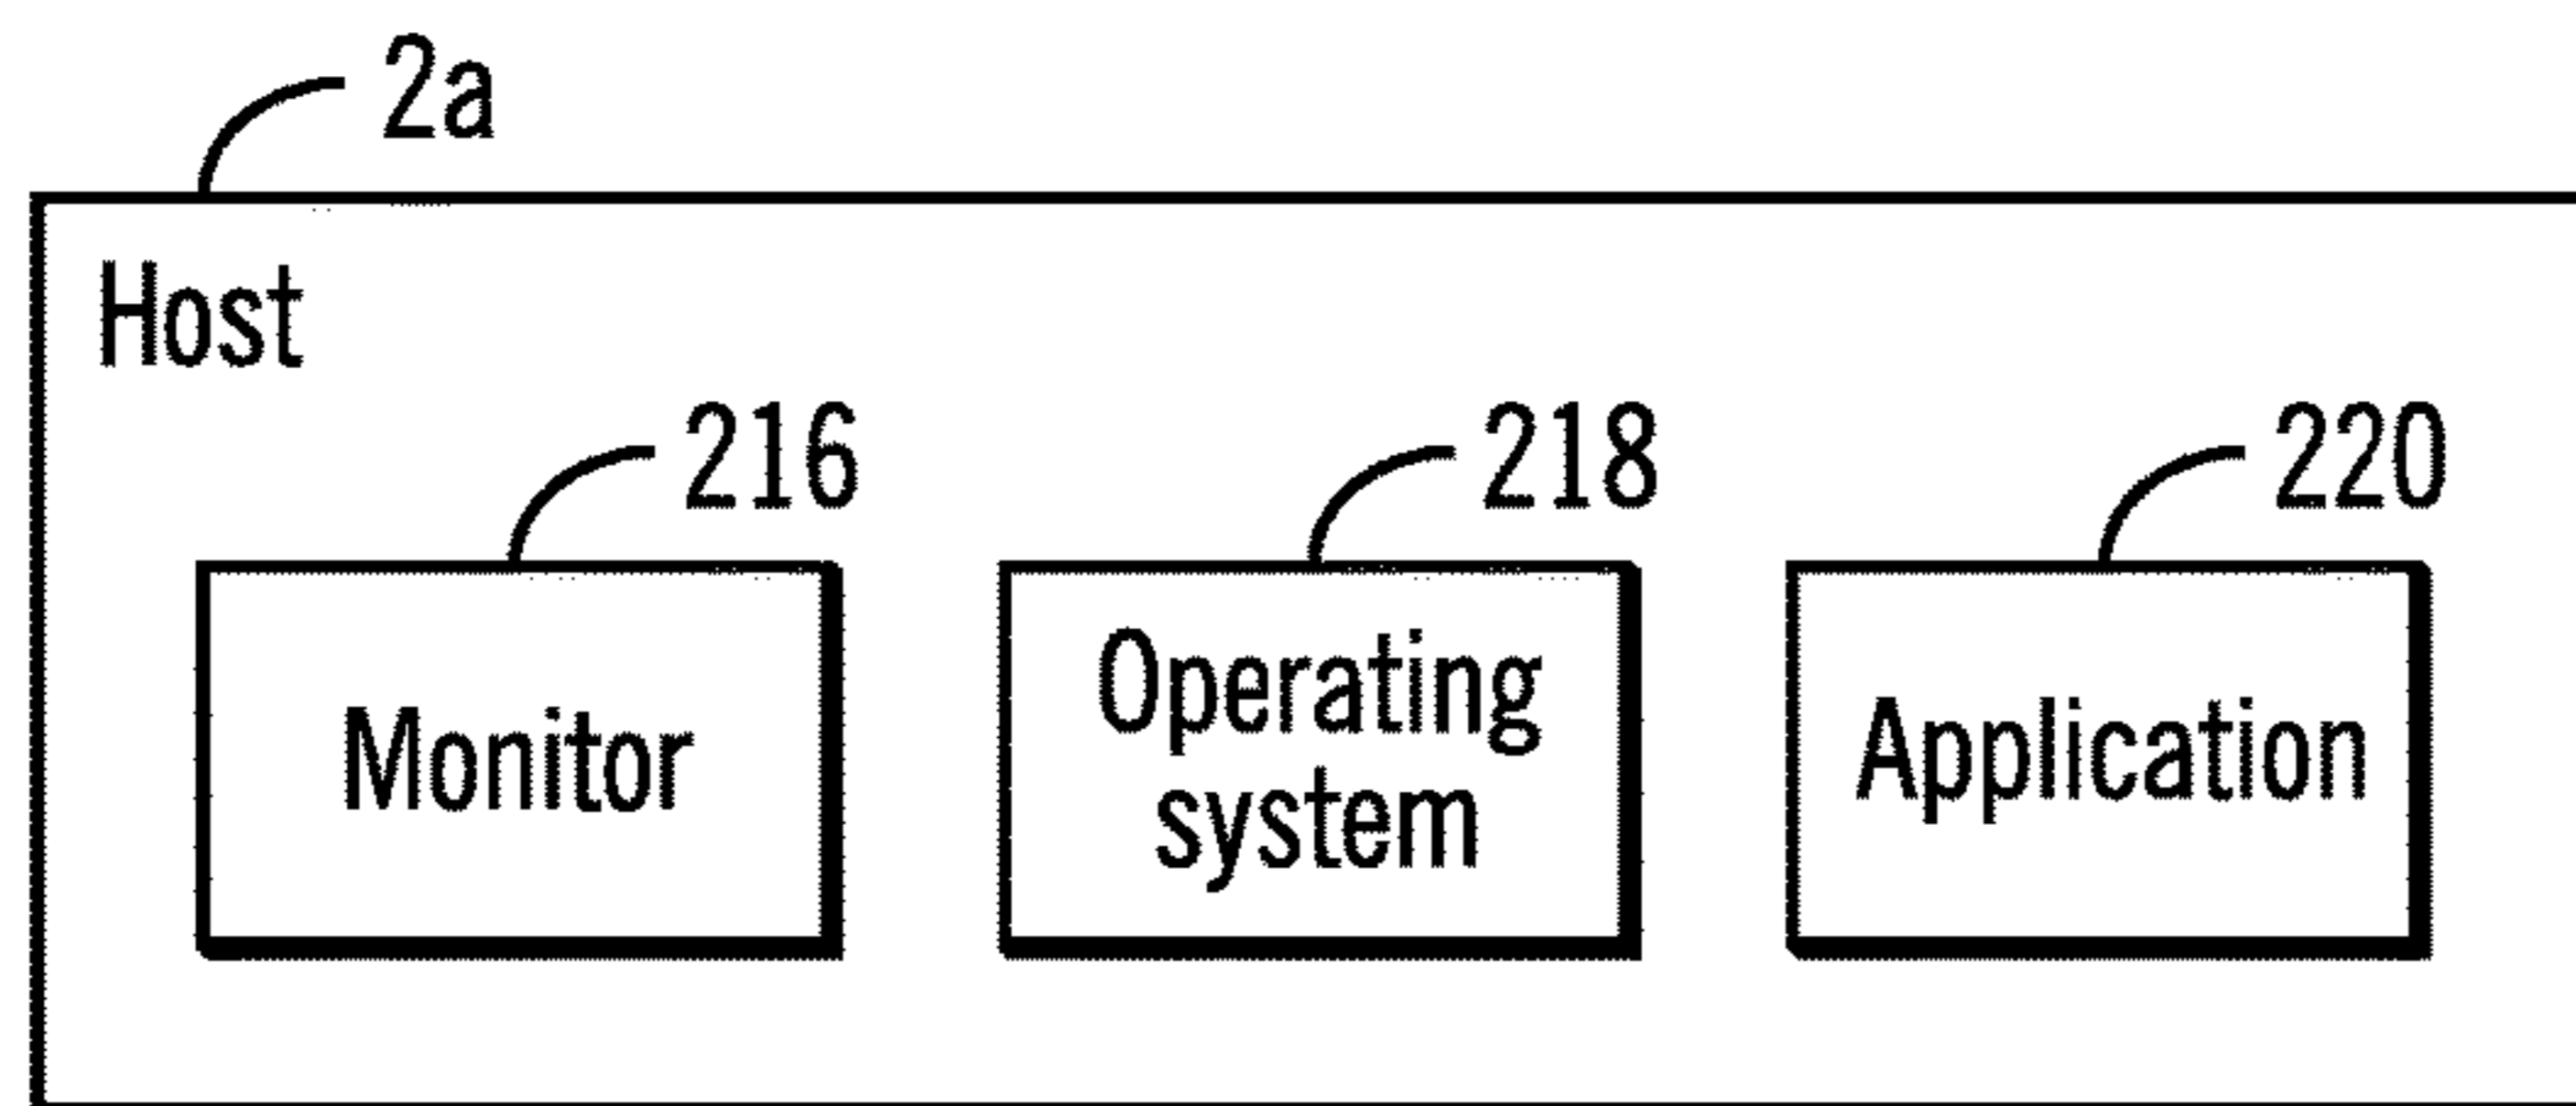 2a
Host
216
218
220
Monitor
Operating
system
Application